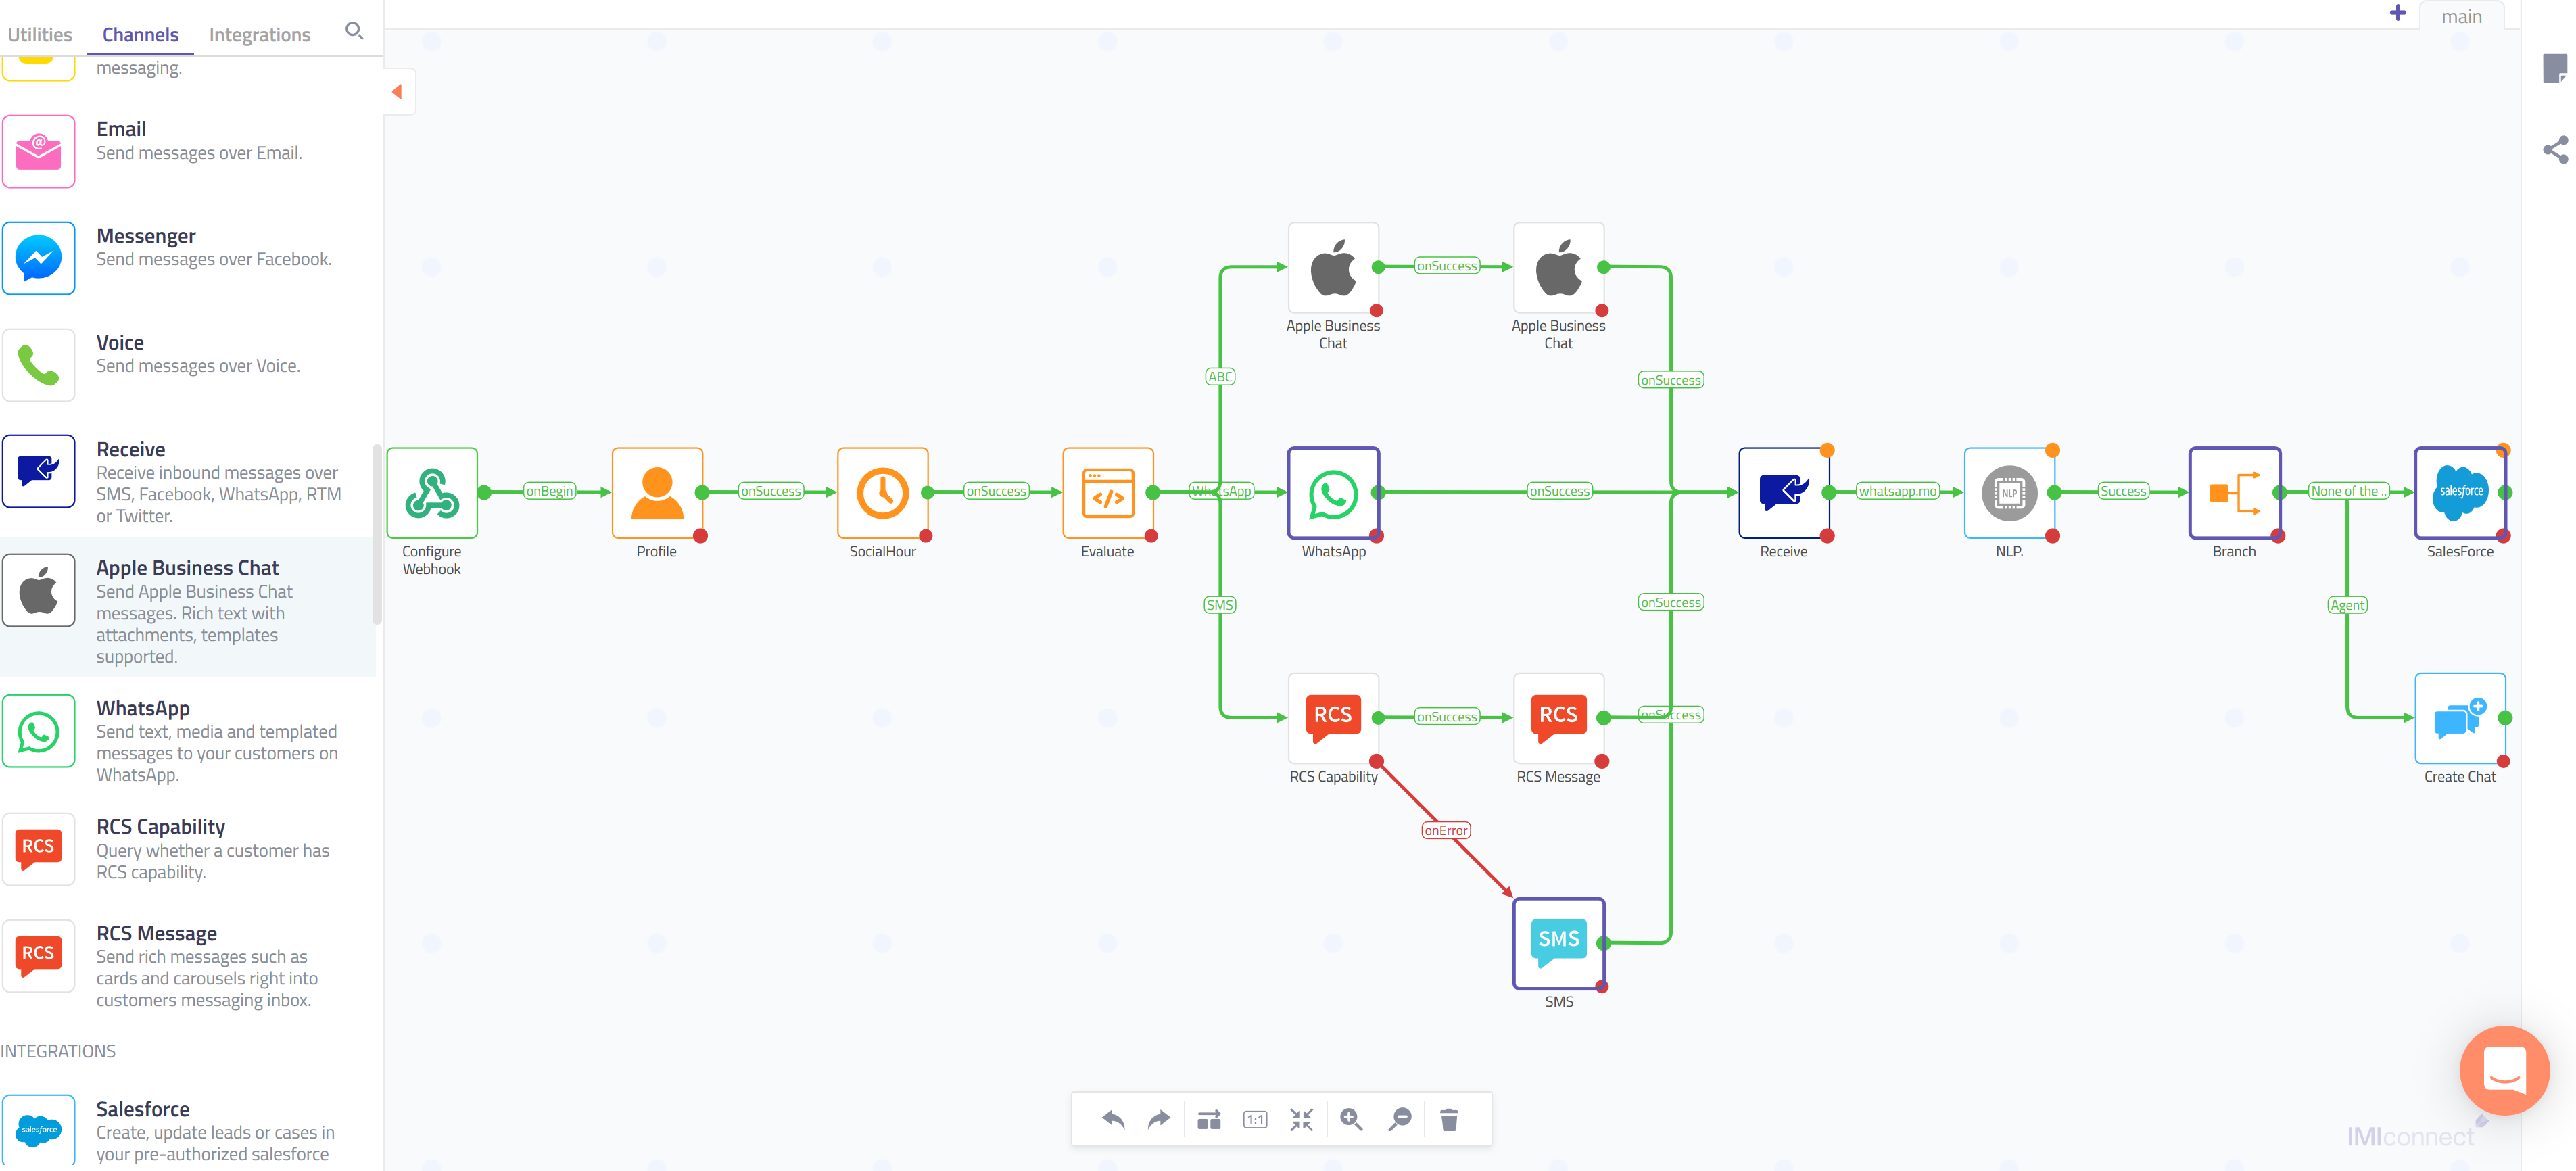 Utilities
Channels
Integrations
main
messaging.
Email
Send messages over Email.
Messenger
Send messages over Facebook.
Voice
Send messages over Voice.
Receive
Receive inbound messages over
SMS, Facebook, WhatsApp, RTM
or Twitter.
Apple Business Chat
Send Apple Business Chat
messages. Rich text with
attachments, templates
supported.
WhatsApp
Send text, media and templated
messages to your customers on
WhatsApp.
RCS
RCS Capability
Query whether a customer has
RCS capability.
RCS
RCS Message
Send rich messages such as
cards and carousels right into
customers messaging inbox.
INTEGRATIONS
salesforce
Salesforce
Create, update leads or cases in
your pre-authorized salesforce
onSuccess
Apple Business
Chat
Apple Business
Chat
ABC
onSuccess
onBegin
onSuccess
onSuccess
WhatsApp
onSuccess
whatsapp.mo
NLP
Success
None of the ..
salesforce
Configure
Webhook
Profile
SocialHour
Evaluate
WhatsApp
Receive
NLP.
Branch
SalesForce
SMS
onSuccess
Agent
RCS
onSuccess
RCS
onSuccess
RCS Capability
RCS Message
Create Chat
onError
SMS
SMS
1:1
IMIconnect